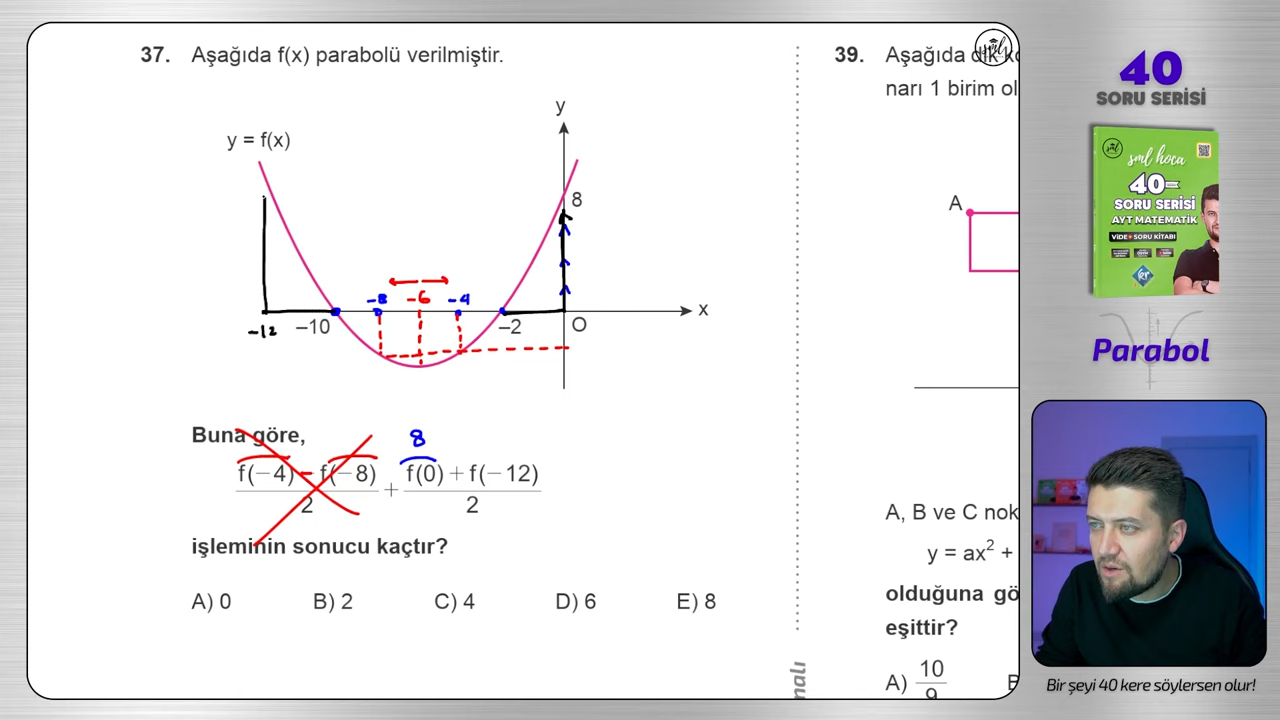 37. Aşağıda f(x) parabolü verilmiştir.
y
y = f(x)
8
-8 -6 -4
-12 –10 –2 O x
Buna göre,
8
f(−4) - f(−8) / 2 + f(0) + f(−12) / 2
işleminin sonucu kaçtır?
A) 0 B) 2 C) 4 D) 6 E) 8
39. Aşağıda dik
narı 1 birim ol
A
A, B ve C nok
y = ax² +
olduğuna gö
eşittir?
A) 10/9
40
SORU SERİSİ
sml hoca
40
SORU SERİSİ
AYT MATEMATİK
VİDEO SORU KİTABI
Parabol
Bir şeyi 40 kere söylersen olur!